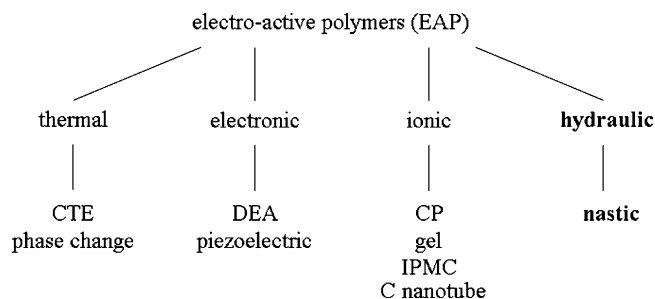 electro-active polymers (EAP)
thermal electronic ionic hydraulic
CTE DEA CP nastic
phase change piezoelectric gel
IPMC
C nanotube